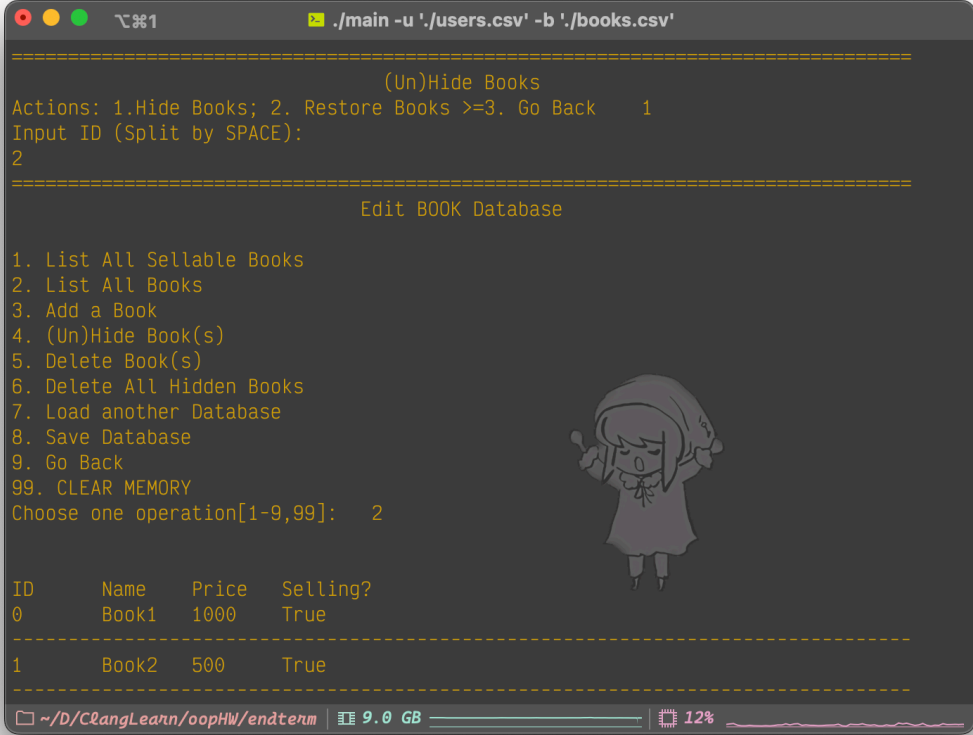 ⌥⌘1 ./main -u './users.csv' -b './books.csv'
================================================================================
(Un)Hide Books
Actions: 1.Hide Books; 2. Restore Books >=3. Go Back 1
Input ID (Split by SPACE):
2
================================================================================
Edit BOOK Database
1. List All Sellable Books
2. List All Books
3. Add a Book
4. (Un)Hide Book(s)
5. Delete Book(s)
6. Delete All Hidden Books
7. Load another Database
8. Save Database
9. Go Back
99. CLEAR MEMORY
Choose one operation[1-9,99]: 2
ID Name Price Selling?
0 Book1 1000 True
--------------------------------------------------------------------------------
1 Book2 500 True
--------------------------------------------------------------------------------
~/D/ClangLearn/oopHW/endterm 9.0 GB 12%